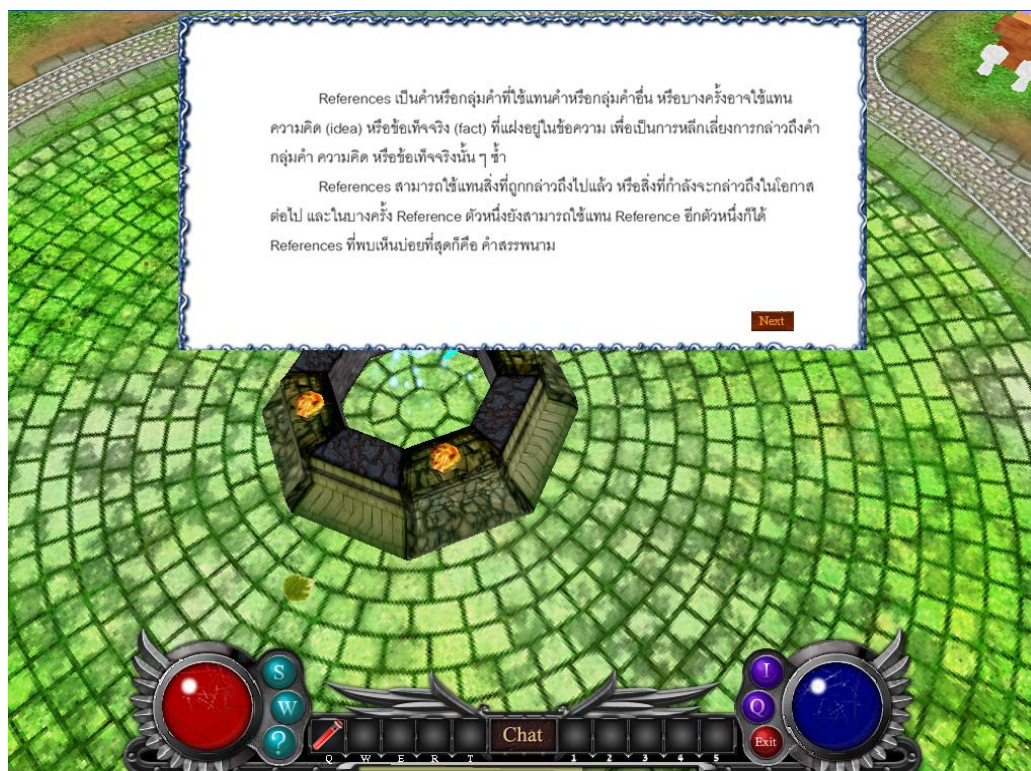 References เป็นคำหรือกลุ่มคำที่ใช้แทนคำหรือกลุ่มคำอื่น หรือบางครั้งอาจใช้แทน
ความคิด (idea) หรือข้อเท็จจริง (fact) ที่แฝงอยู่ในข้อความ เพื่อเป็นการหลีกเลี่ยงการกล่าวถึงคำ
กลุ่มคำ ความคิด หรือข้อเท็จจริงนั้น ๆ ซ้ำ
References สามารถใช้แทนสิ่งที่ถูกกล่าวถึงไปแล้ว หรือสิ่งที่กำลังจะกล่าวถึงในโอกาส
ต่อไป และในบางครั้ง Reference ตัวหนึ่งยังสามารถใช้แทน Reference อีกตัวหนึ่งก็ได้
References ที่พบเห็นบ่อยที่สุดก็คือ คำสรรพนาม
Next
S
W
?
I
Q
Exit
Chat
Q W E R T 1 2 3 4 5